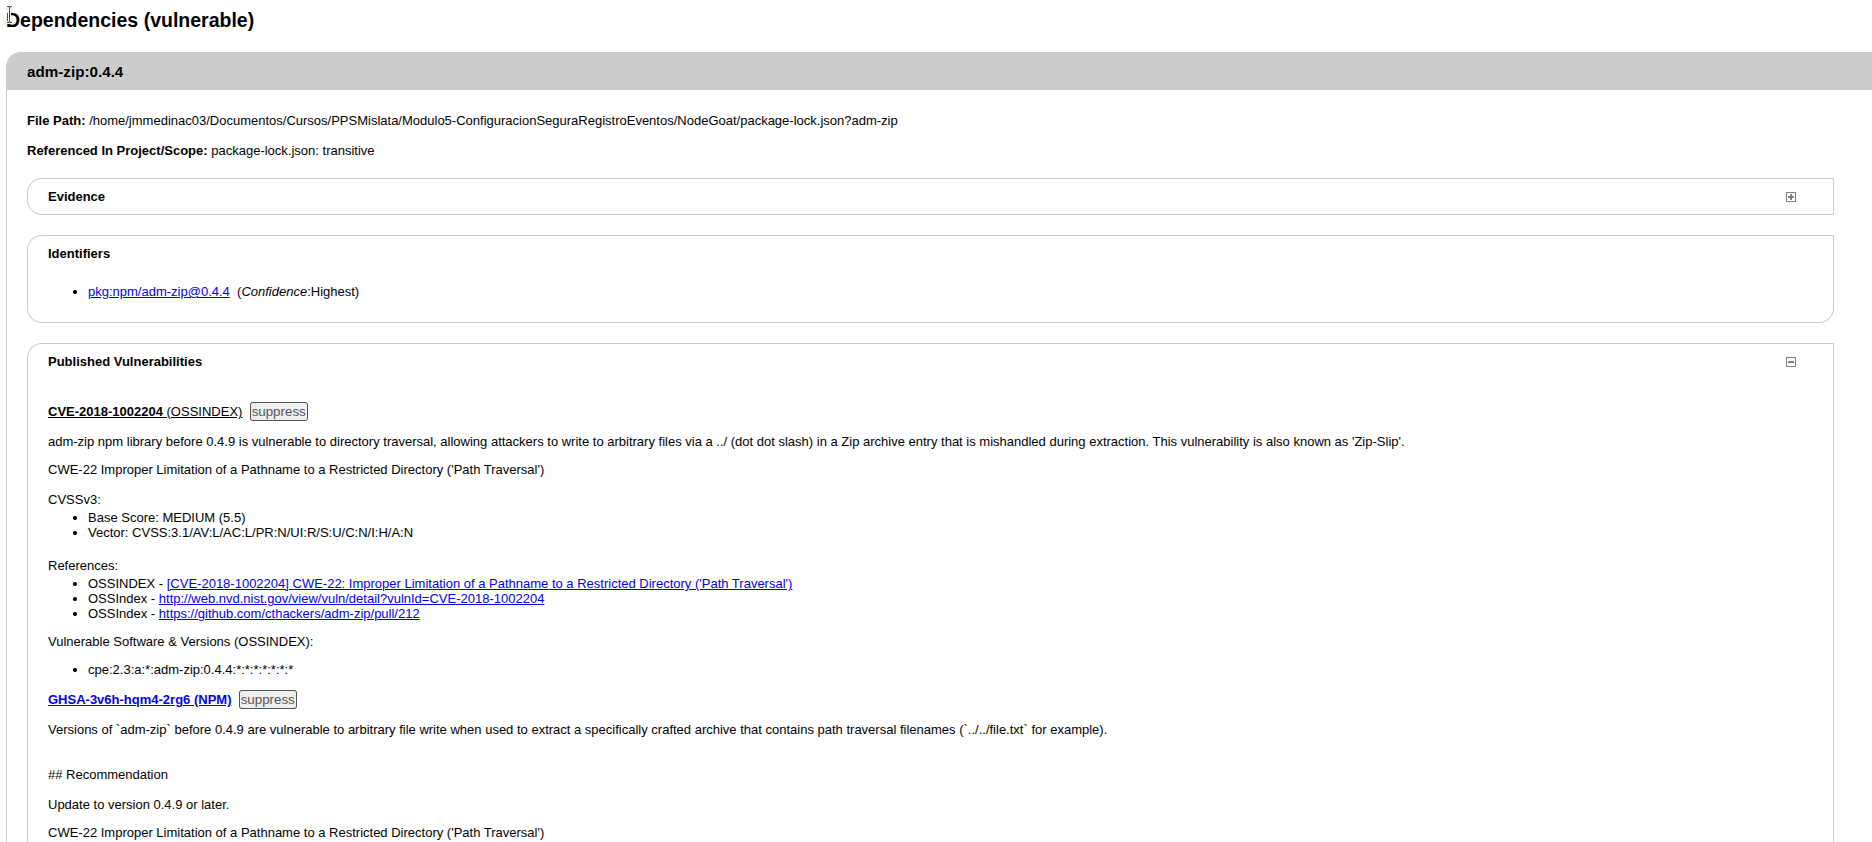 Dependencies (vulnerable)
adm-zip:0.4.4
File Path: /home/jmmedinac03/Documentos/Cursos/PPSMislata/Modulo5-ConfiguracionSeguraRegistroEventos/NodeGoat/package-lock.json?adm-zip
Referenced In Project/Scope: package-lock.json: transitive
Evidence
Identifiers
pkg:npm/adm-zip@0.4.4 (Confidence:Highest)
Published Vulnerabilities
CVE-2018-1002204 (OSSINDEX) suppress
adm-zip npm library before 0.4.9 is vulnerable to directory traversal, allowing attackers to write to arbitrary files via a ../ (dot dot slash) in a Zip archive entry that is mishandled during extraction. This vulnerability is also known as 'Zip-Slip'.
CWE-22 Improper Limitation of a Pathname to a Restricted Directory ('Path Traversal')
CVSSv3:
Base Score: MEDIUM (5.5)
Vector: CVSS:3.1/AV:L/AC:L/PR:N/UI:R/S:U/C:N/I:H/A:N
References:
OSSINDEX - [CVE-2018-1002204] CWE-22: Improper Limitation of a Pathname to a Restricted Directory ('Path Traversal')
OSSIndex - http://web.nvd.nist.gov/view/vuln/detail?vulnId=CVE-2018-1002204
OSSIndex - https://github.com/cthackers/adm-zip/pull/212
Vulnerable Software & Versions (OSSINDEX):
cpe:2.3:a:*:adm-zip:0.4.4:*:*:*:*:*:*:*
GHSA-3v6h-hqm4-2rg6 (NPM) suppress
Versions of `adm-zip` before 0.4.9 are vulnerable to arbitrary file write when used to extract a specifically crafted archive that contains path traversal filenames (`../../file.txt` for example).
## Recommendation
Update to version 0.4.9 or later.
CWE-22 Improper Limitation of a Pathname to a Restricted Directory ('Path Traversal')